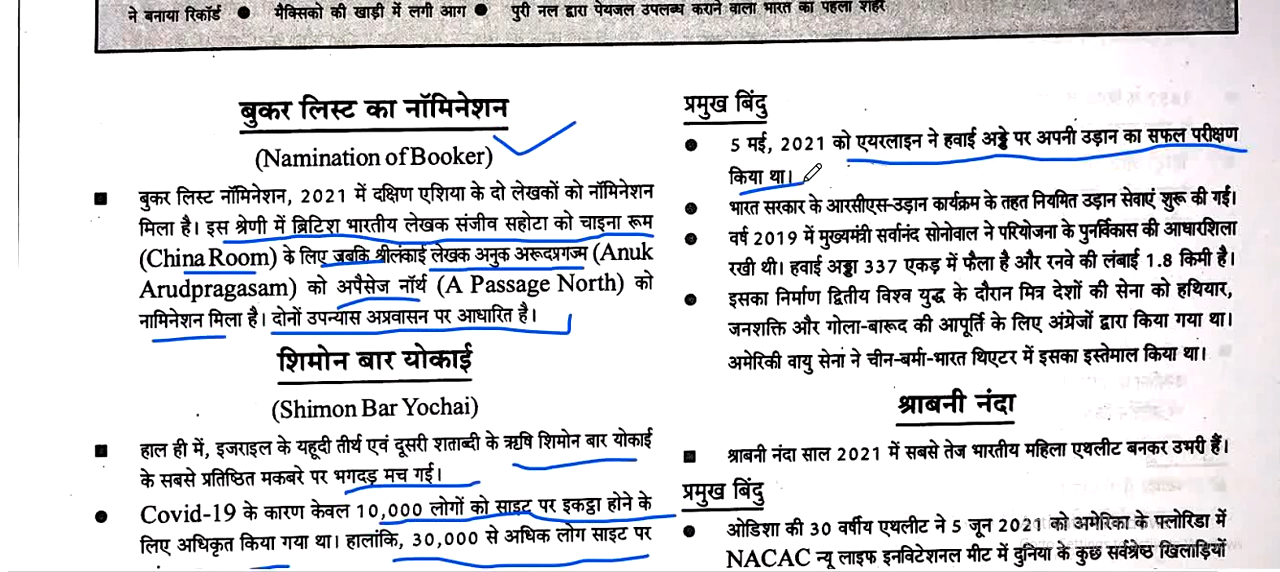 ने बनाया रिकॉर्ड ● मैक्सिको की खाड़ी में लगी आग ● पुरी नल द्वारा पेयजल उपलब्ध कराने वाला भारत का पहला शहर
बुकर लिस्ट का नॉमिनेशन
(Namination of Booker)
■ बुकर लिस्ट नॉमिनेशन, 2021 में दक्षिण एशिया के दो लेखकों को नॉमिनेशन
मिला है। इस श्रेणी में ब्रिटिश भारतीय लेखक संजीव सहोटा को चाइना रूम
(China Room) के लिए जबकि श्रीलंकाई लेखक अनुक अरूदप्रगज्म (Anuk
Arudpragasam) को अपैसेज नॉर्थ (A Passage North) को
नामिनेशन मिला है। दोनों उपन्यास अप्रवासन पर आधारित है।
शिमोन बार योकाई
(Shimon Bar Yochai)
■ हाल ही में, इजराइल के यहूदी तीर्थ एवं दूसरी शताब्दी के ऋषि शिमोन बार योकाई
के सबसे प्रतिष्ठित मकबरे पर भगदड़ मच गई।
● Covid-19 के कारण केवल 10,000 लोगों को साइट पर इकट्ठा होने के
लिए अधिकृत किया गया था। हालांकि, 30,000 से अधिक लोग साइट पर
प्रमुख बिंदु
● 5 मई, 2021 को एयरलाइन ने हवाई अड्डे पर अपनी उड़ान का सफल परीक्षण
किया था।
● भारत सरकार के आरसीएस-उड़ान कार्यक्रम के तहत नियमित उड़ान सेवाएं शुरू की गईं।
● वर्ष 2019 में मुख्यमंत्री सर्वानंद सोनोवाल ने परियोजना के पुनर्विकास की आधारशिला
रखी थी। हवाई अड्डा 337 एकड़ में फैला है और रनवे की लंबाई 1.8 किमी है।
● इसका निर्माण द्वितीय विश्व युद्ध के दौरान मित्र देशों की सेना को हथियार,
जनशक्ति और गोला-बारूद की आपूर्ति के लिए अंग्रेजों द्वारा किया गया था।
अमेरिकी वायु सेना ने चीन-बर्मा-भारत थिएटर में इसका इस्तेमाल किया था।
श्राबनी नंदा
■ श्राबनी नंदा साल 2021 में सबसे तेज भारतीय महिला एथलीट बनकर उभरी हैं।
प्रमुख बिंदु
● ओडिशा की 30 वर्षीय एथलीट ने 5 जून 2021 को अमेरिका के फ्लोरिडा में
NACAC न्यू लाइफ इनविटेशनल मीट में दुनिया के कुछ सर्वश्रेष्ठ खिलाड़ियों